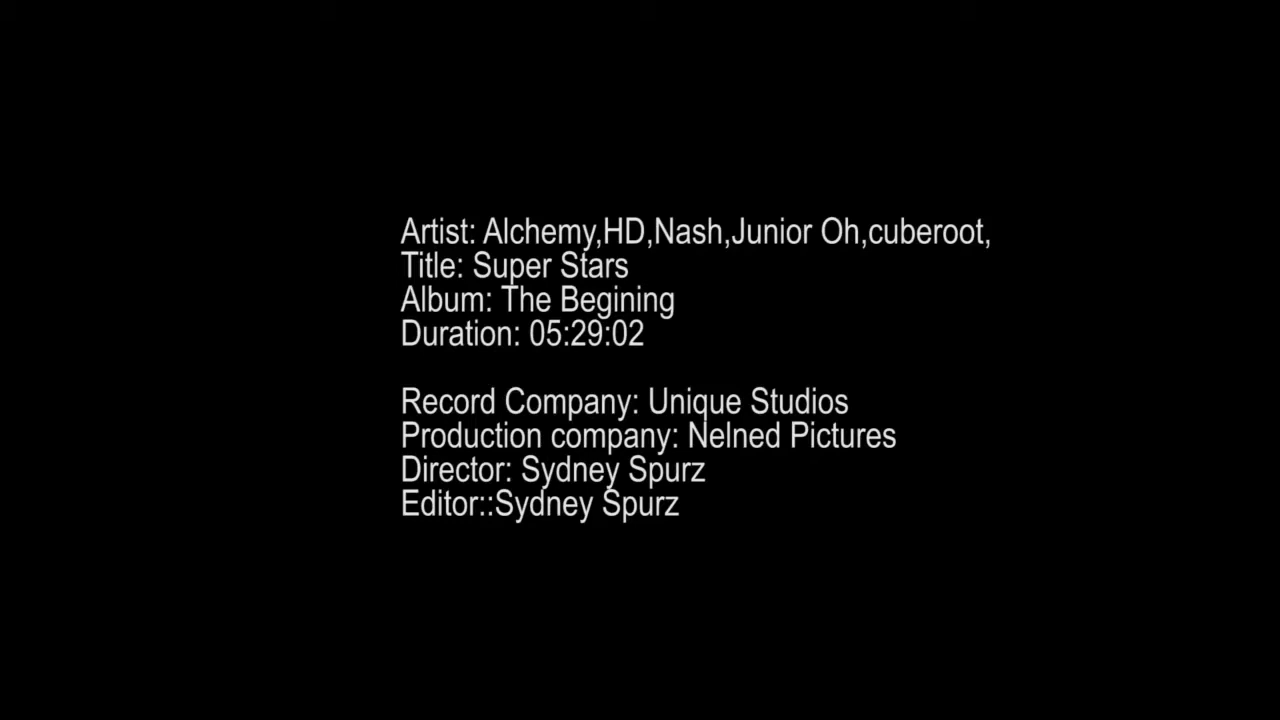 Artist: Alchemy,HD,Nash,Junior Oh,cuberoot,
Title: Super Stars
Album: The Begining
Duration: 05:29:02
Record Company: Unique Studios
Production company: Nelned Pictures
Director: Sydney Spurz
Editor::Sydney Spurz